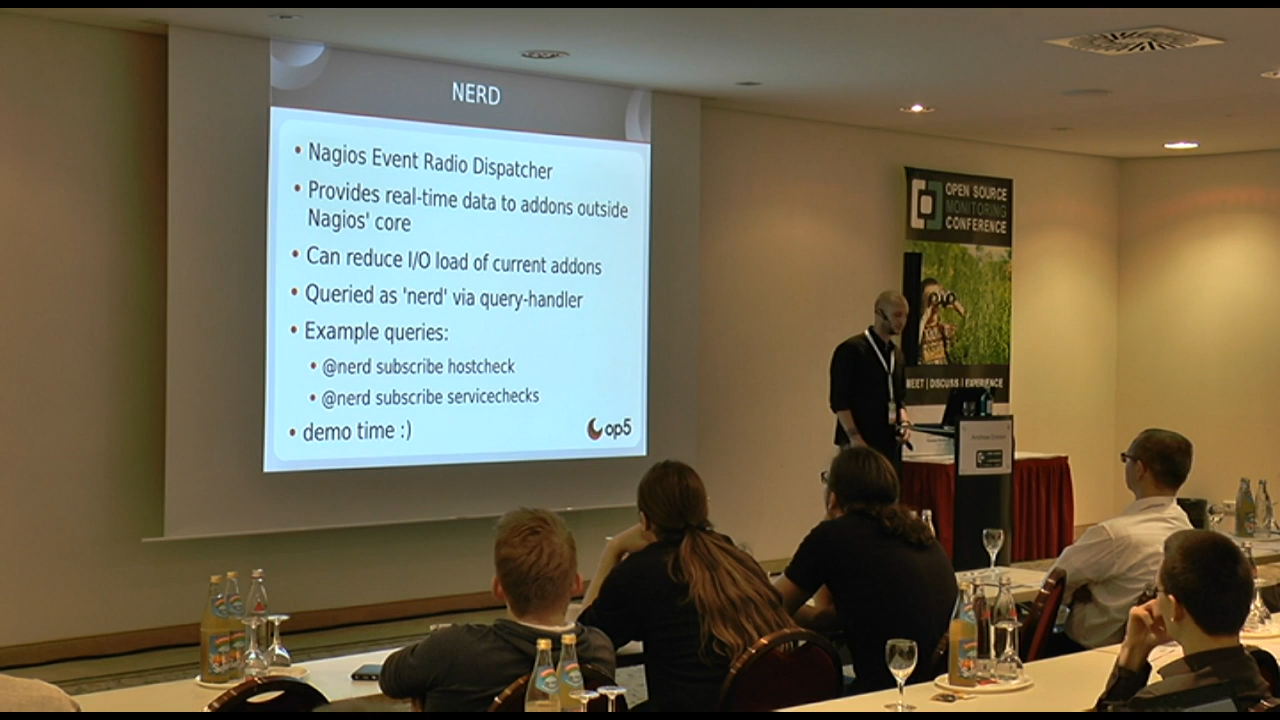 NERD
• Nagios Event Radio Dispatcher
• Provides real-time data to addons outside
Nagios' core
• Can reduce I/O load of current addons
• Queried as 'nerd' via query-handler
• Example queries:
• @nerd subscribe hostcheck
• @nerd subscribe servicechecks
• demo time :)
op5
OPEN SOURCE
MONITORING
CONFERENCE
MEET | DISCUSS | EXPERIENCE